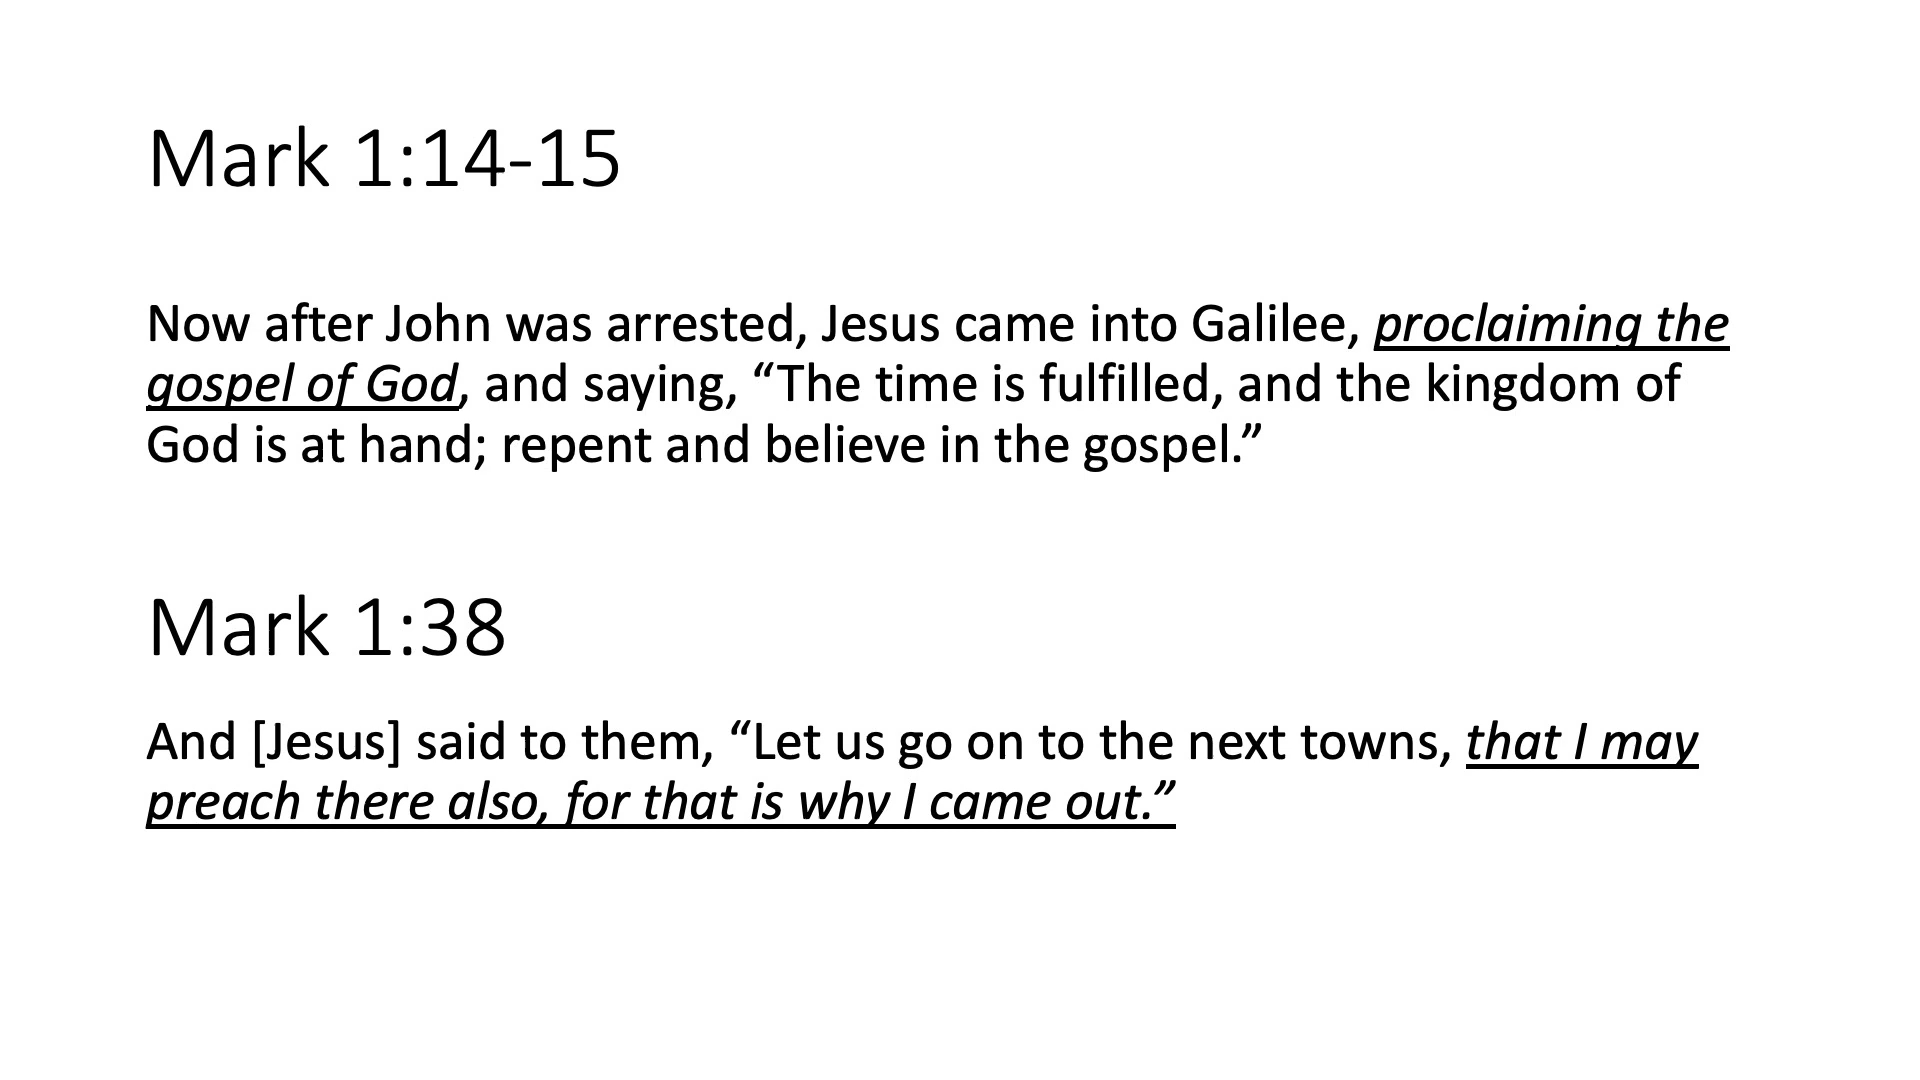 Mark 1:14-15
Now after John was arrested, Jesus came into Galilee, proclaiming the
gospel of God, and saying, “The time is fulfilled, and the kingdom of
God is at hand; repent and believe in the gospel.”
Mark 1:38
And [Jesus] said to them, “Let us go on to the next towns, that I may
preach there also, for that is why I came out.”